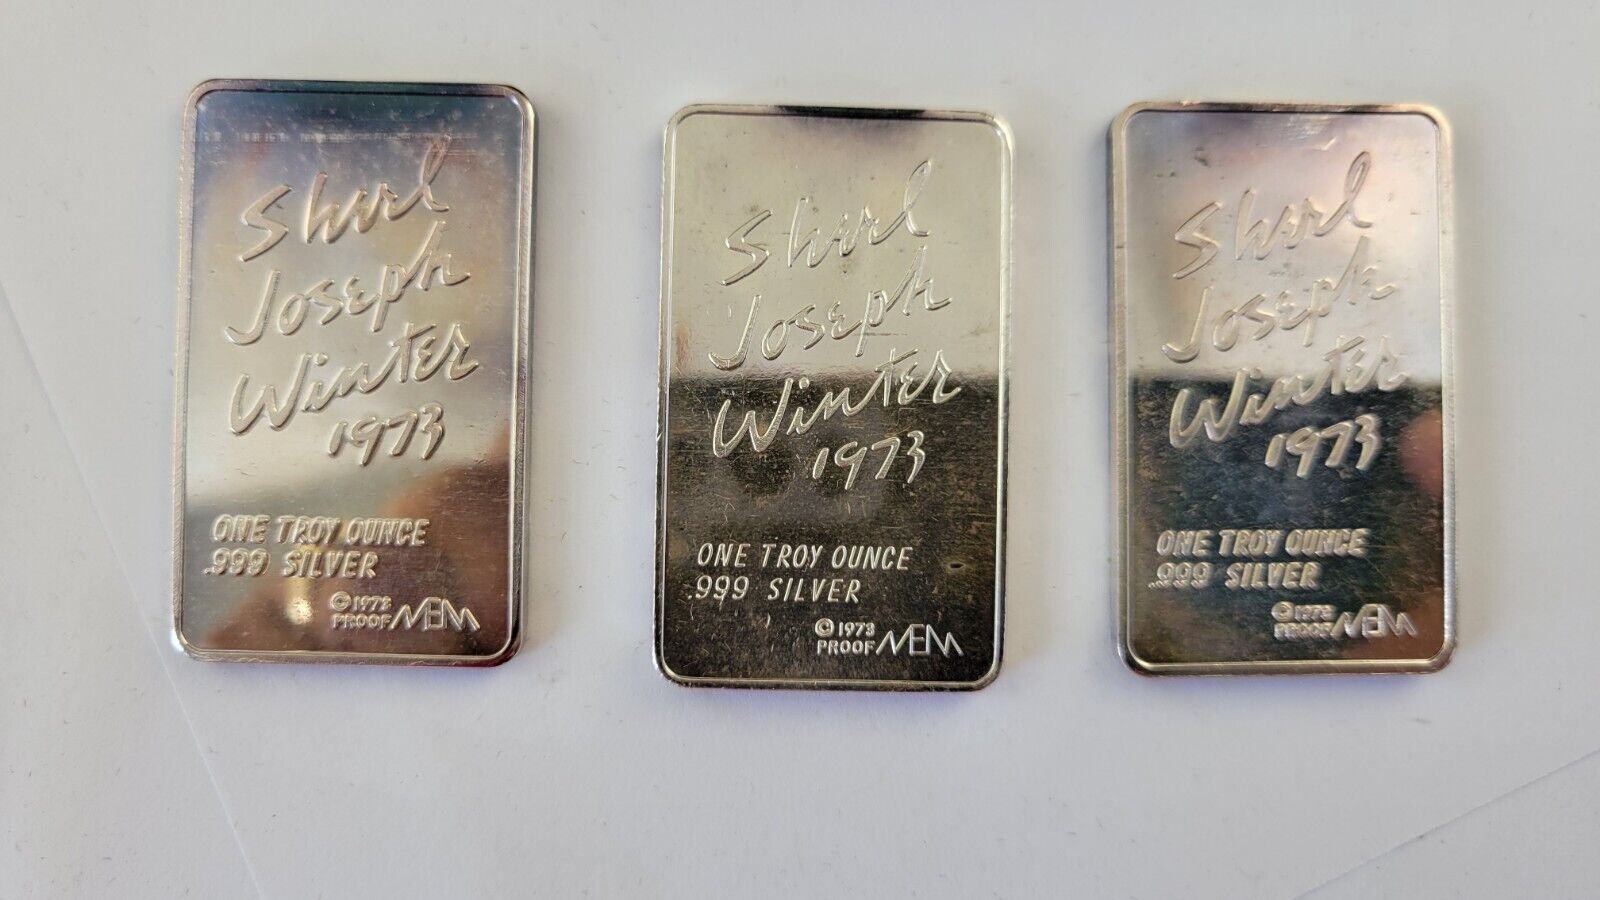 Shirl
Joseph
Winter
1973
ONE TROY OUNCE
.999 SILVER
© 1973
PROOF MEM
Shirl
Joseph
Winter
1973
ONE TROY OUNCE
.999 SILVER
© 1973
PROOF MEM
Shirl
Joseph
Winter
1973
ONE TROY OUNCE
.999 SILVER
© 1973
PROOF MEM